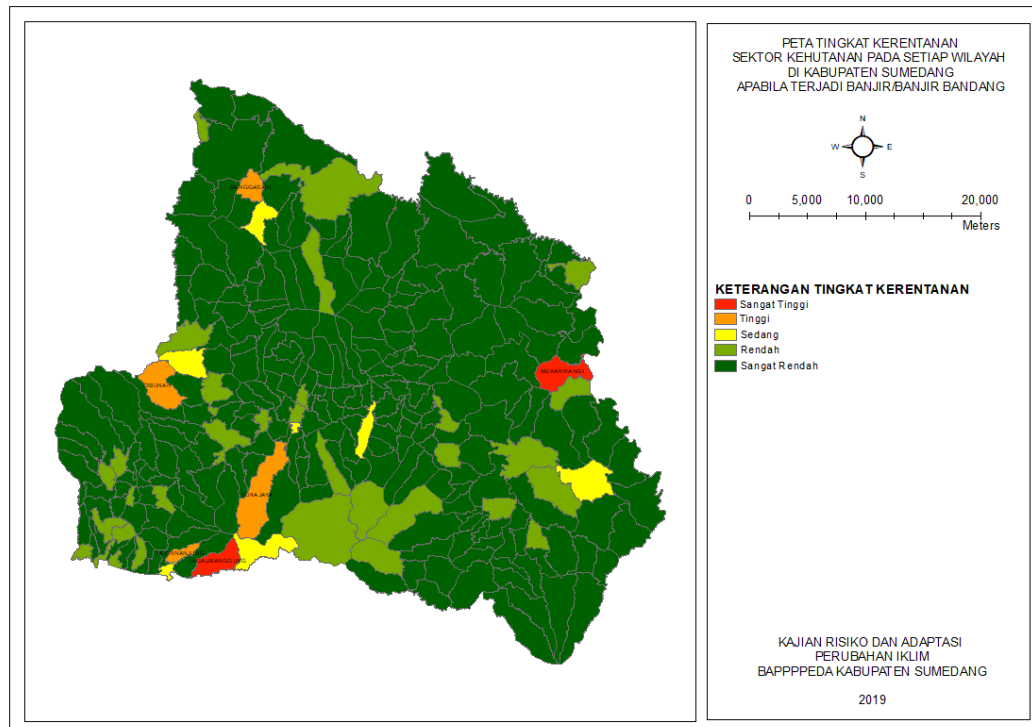 PETA TINGKAT KERENTANAN
SEKTOR KEHUTANAN PADA SETIAP WILAYAH
DI KABUPATEN SUMEDANG
APABILA TERJADI BANJIR/BANJIR BANDANG
N
W E
S
0 5,000 10,000 20,000
Meters
KETERANGAN TINGKAT KERENTANAN
Sangat Tinggi
Tinggi
Sedang
Rendah
Sangat Rendah
MEKARWANGI
SUKAJAYA
KAJIAN RISIKO DAN ADAPTASI
PERUBAHAN IKLIM
BAPPPPEDA KABUPATEN SUMEDANG
2019